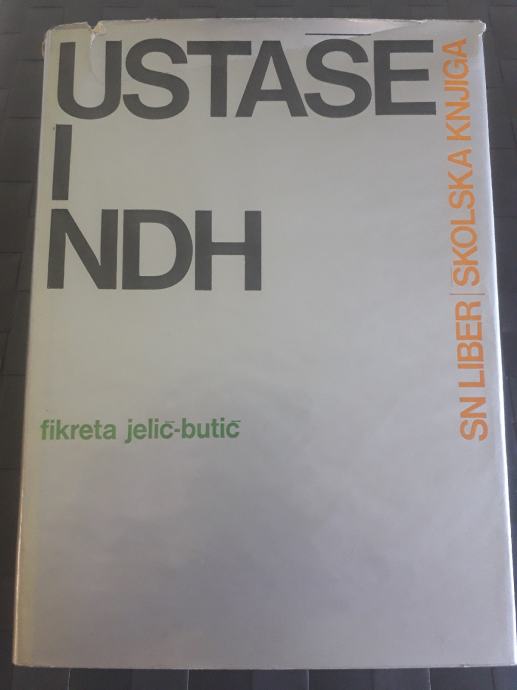 USTAŠE
I
NDH
fikreta jelić-butić
SN LIBER | ŠKOLSKA KNJIGA